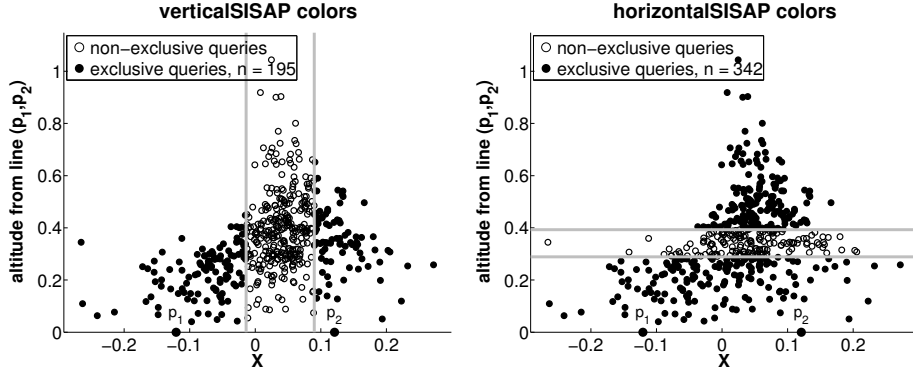 verticalSISAP colors
altitude from line (p1,p2)
non−exclusive queries
exclusive queries, n = 195
1
0.8
0.6
0.4
0.2
0
p1
p2
−0.2
−0.1
0
0.1
0.2
X
horizontalSISAP colors
altitude from line (p1,p2)
non−exclusive queries
exclusive queries, n = 342
1
0.8
0.6
0.4
0.2
0
p1
p2
−0.2
−0.1
0
0.1
0.2
X